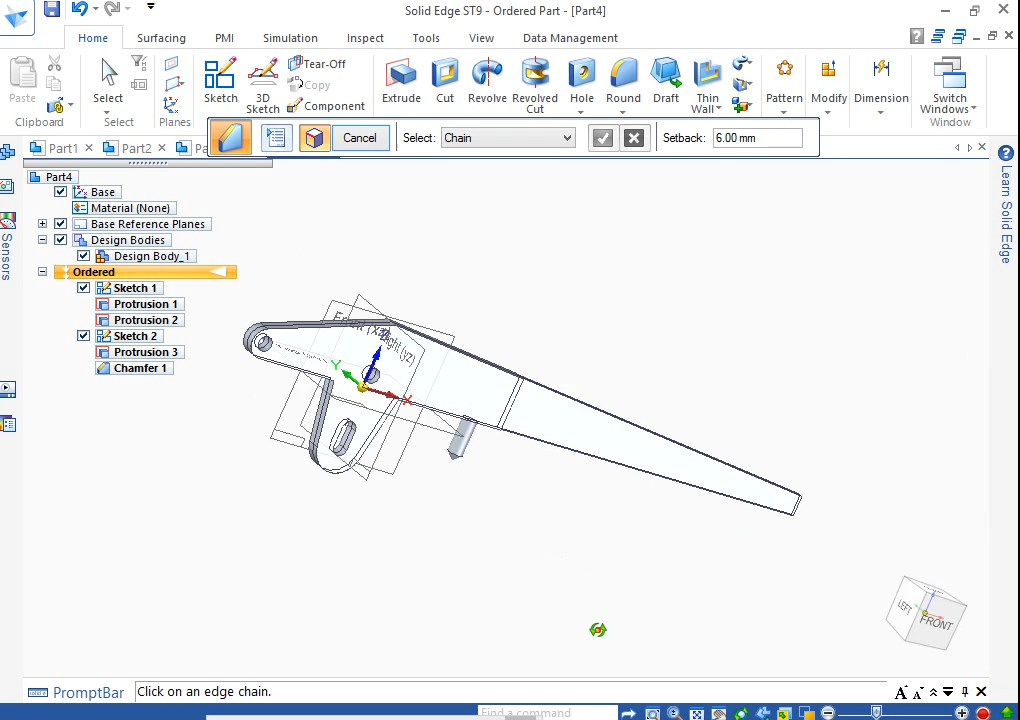 Solid Edge ST9 - Ordered Part - [Part4]
Home Surfacing PMI Simulation Inspect Tools View Data Management
Paste
Clipboard
Select
Select
Planes
Sketch
3D Sketch
Tear-Off
Copy
Component
Extrude Cut Revolve Revolved Cut Hole Round Draft Thin Wall Pattern Modify Dimension Switch Windows
Window
Cancel Select: Chain Setback: 6.00 mm
Part1 Part2 Pa
Part4
Base
Material (None)
Base Reference Planes
Design Bodies
Design Body_1
Ordered
Sketch 1
Protrusion 1
Protrusion 2
Sketch 2
Protrusion 3
Chamfer 1
Sensors
Learn Solid Edge
Y
X
LEFT FRONT
PromptBar Click on an edge chain.
Find a command